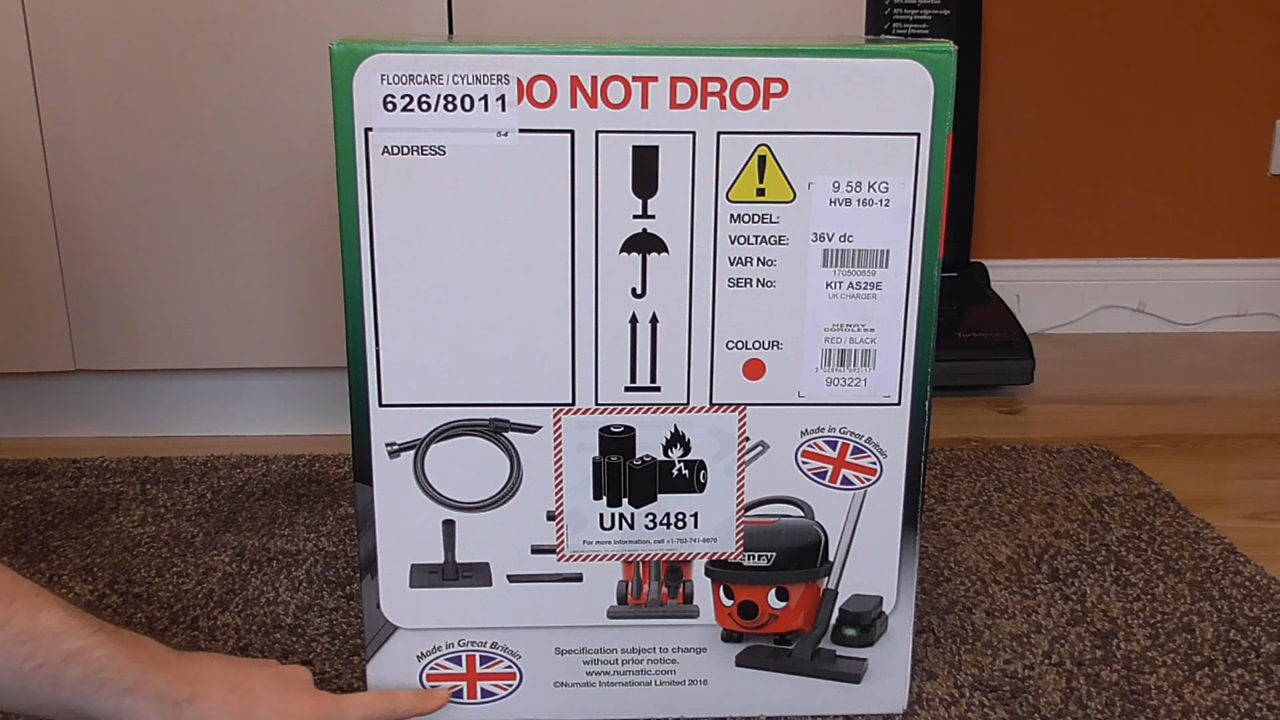 FLOORCARE / CYLINDERS
626/8011
54
DO NOT DROP
ADDRESS
9.58 KG
HVB 160-12
MODEL:
VOLTAGE: 36V dc
VAR No:
170500659
SER No:
KIT AS29E
UK CHARGER
HENRY
CORDLESS
COLOUR:
RED / BLACK
903221
Made in Great Britain
UN 3481
For more information, call +1-703-741-5970
Henry
Made in Great Britain
Specification subject to change
without prior notice.
www.numatic.com
©Numatic International Limited 2016